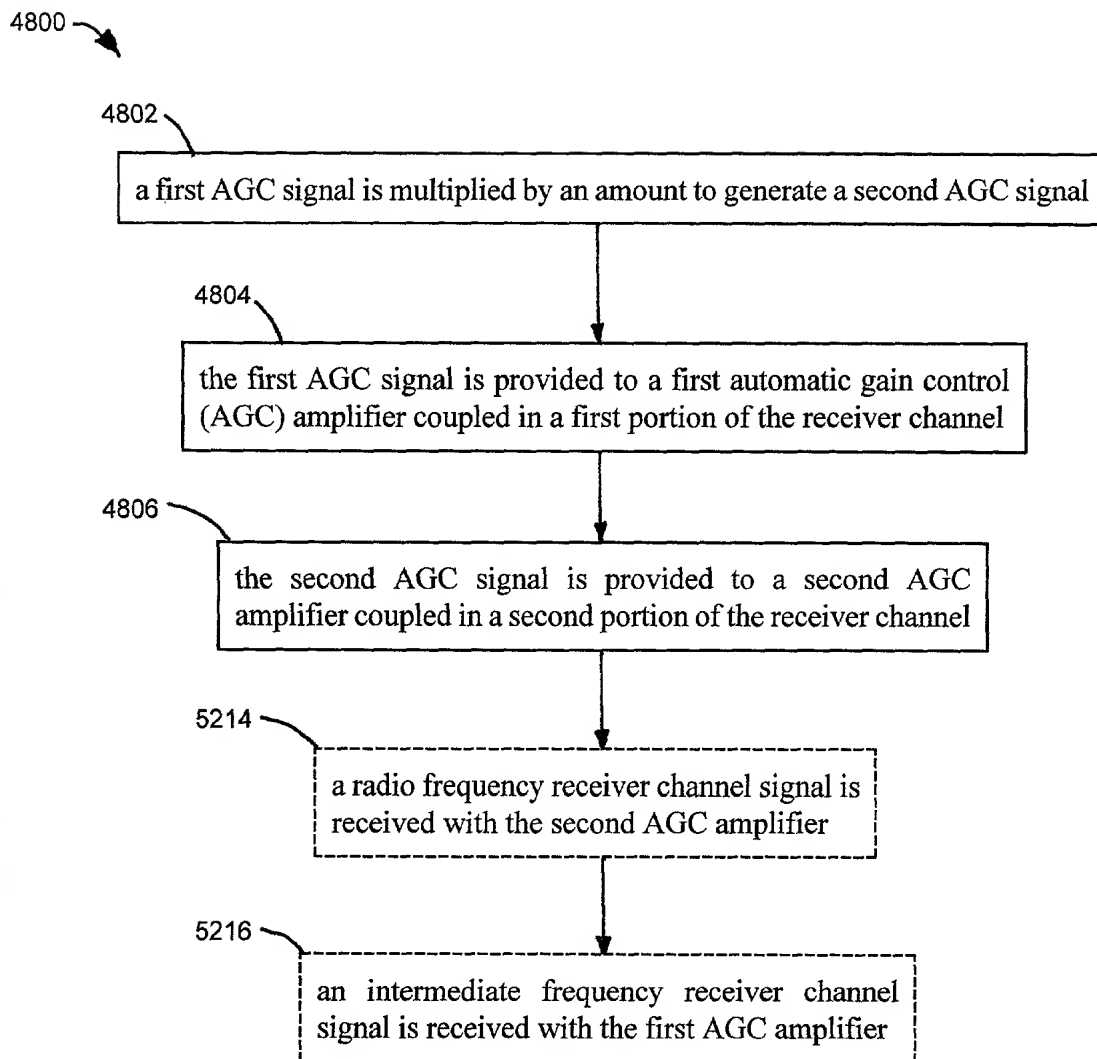 4800
4802
a first AGC signal is multiplied by an amount to generate a second AGC signal
4804
the first AGC signal is provided to a first automatic gain control
(AGC) amplifier coupled in a first portion of the receiver channel
4806
the second AGC signal is provided to a second AGC
amplifier coupled in a second portion of the receiver channel
5214
a radio frequency receiver channel signal is
received with the second AGC amplifier
5216
an intermediate frequency receiver channel
signal is received with the first AGC amplifier